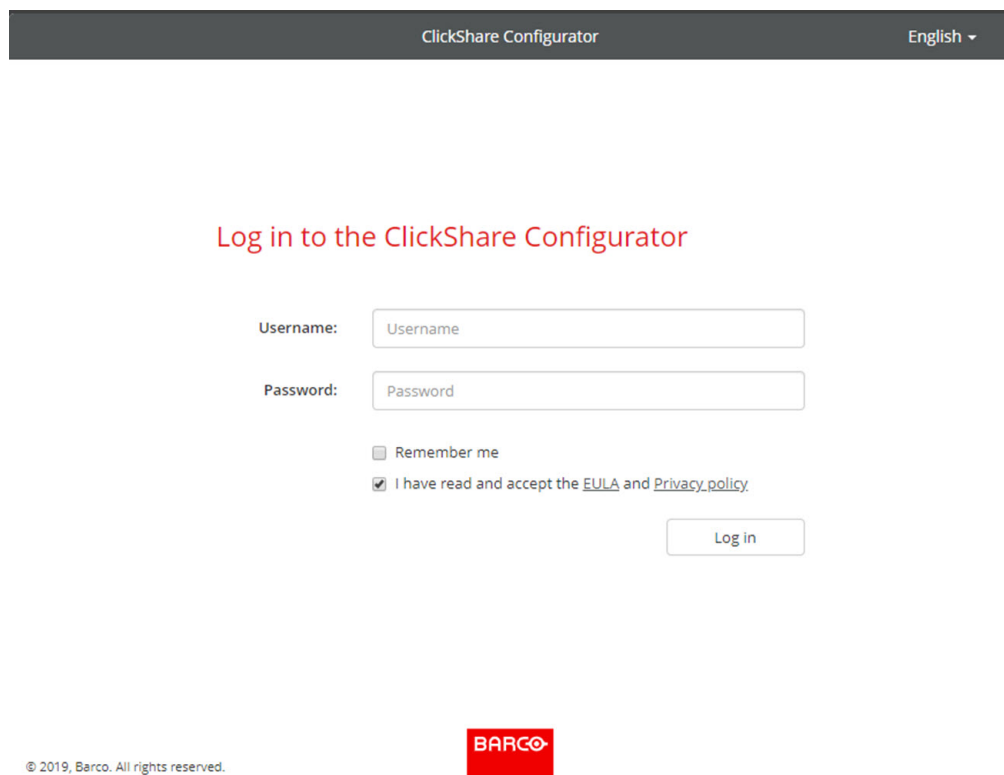 ClickShare Configurator
English
Log in to the ClickShare Configurator
Username:
Username
Password:
Password
Remember me
I have read and accept the EULA and Privacy policy
Log in
BARCO
© 2019, Barco. All rights reserved.